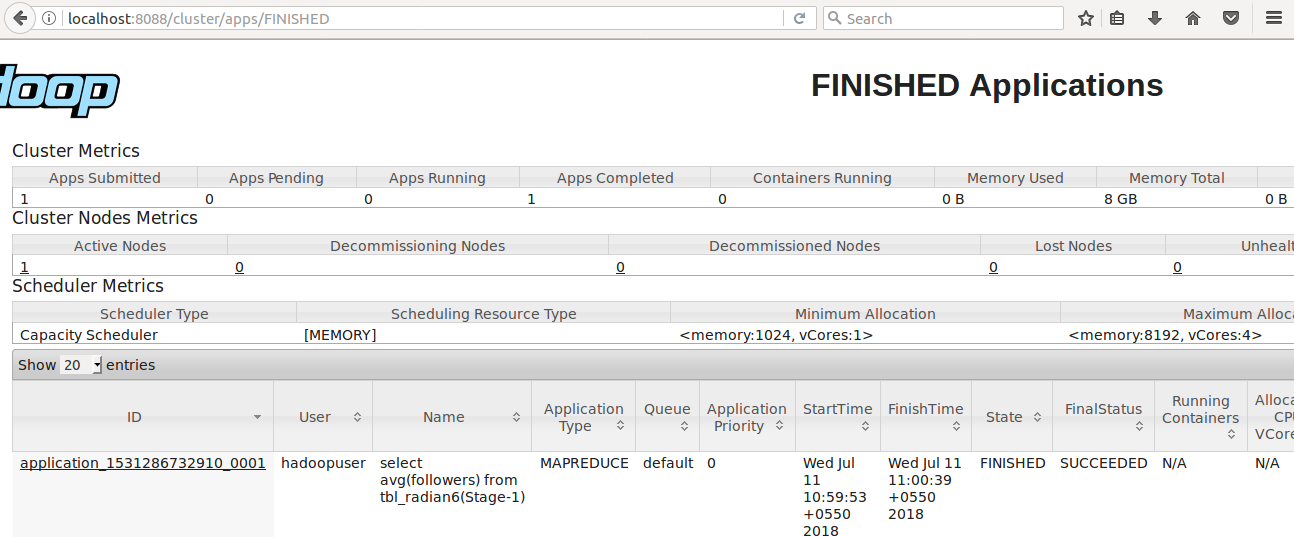 localhost:8088/cluster/apps/FINISHED Search
doop
FINISHED Applications
Cluster Metrics
Apps Submitted Apps Pending Apps Running Apps Completed Containers Running Memory Used Memory Total
1 0 0 1 0 0 B 8 GB 0 B
Cluster Nodes Metrics
Active Nodes Decommissioning Nodes Decommissioned Nodes Lost Nodes Unhealt
1 0 0 0 0
Scheduler Metrics
Scheduler Type Scheduling Resource Type Minimum Allocation Maximum Alloca
Capacity Scheduler [MEMORY] <memory:1024, vCores:1> <memory:8192, vCores:4>
Show 20 entries
ID User Name Application Type Queue Application Priority StartTime FinishTime State FinalStatus Running Containers Alloca CPU VCore
application_1531286732910_0001 hadoopuser select MAPREDUCE default 0 Wed Jul Wed Jul 11 FINISHED SUCCEEDED N/A N/A
avg(followers) from 11 11:00:39
tbl_radian6(Stage-1) 10:59:53 +0550
+0550 2018
2018